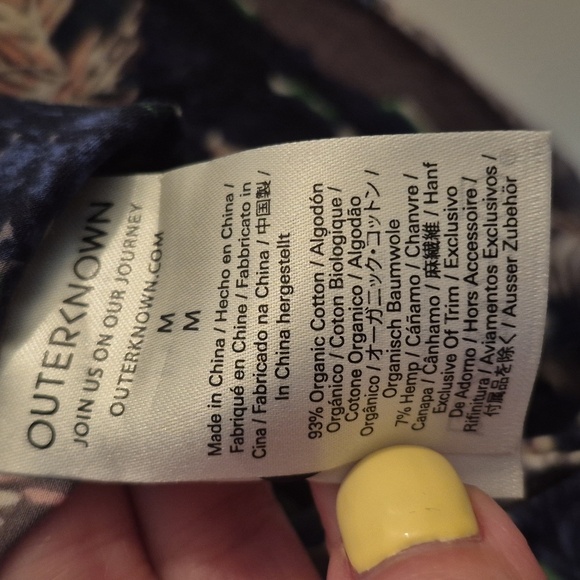 OUTERKNOWN
JOIN US ON OUR JOURNEY
OUTERKNOWN.COM
M
M
Made in China / Hecho en China /
Fabriqué en Chine / Fabbricato in
Cina / Fabricado na China / 中国製 /
In China hergestellt
93% Organic Cotton / Algodón
Orgánico / Coton Biologique /
Cotone Organico / Algodão
Orgânico / オーガニック・コットン /
Organisch Baumwole
7% Hemp / Cáñamo / Chanvre /
Canapa / Cânhamo / 麻繊維 / Hanf
Exclusive Of Trim / Exclusivo
De Adorno / Hors Accessoire /
Rifinitura / Aviamentos Exclusivos /
付属品を除く / Ausser Zubehör